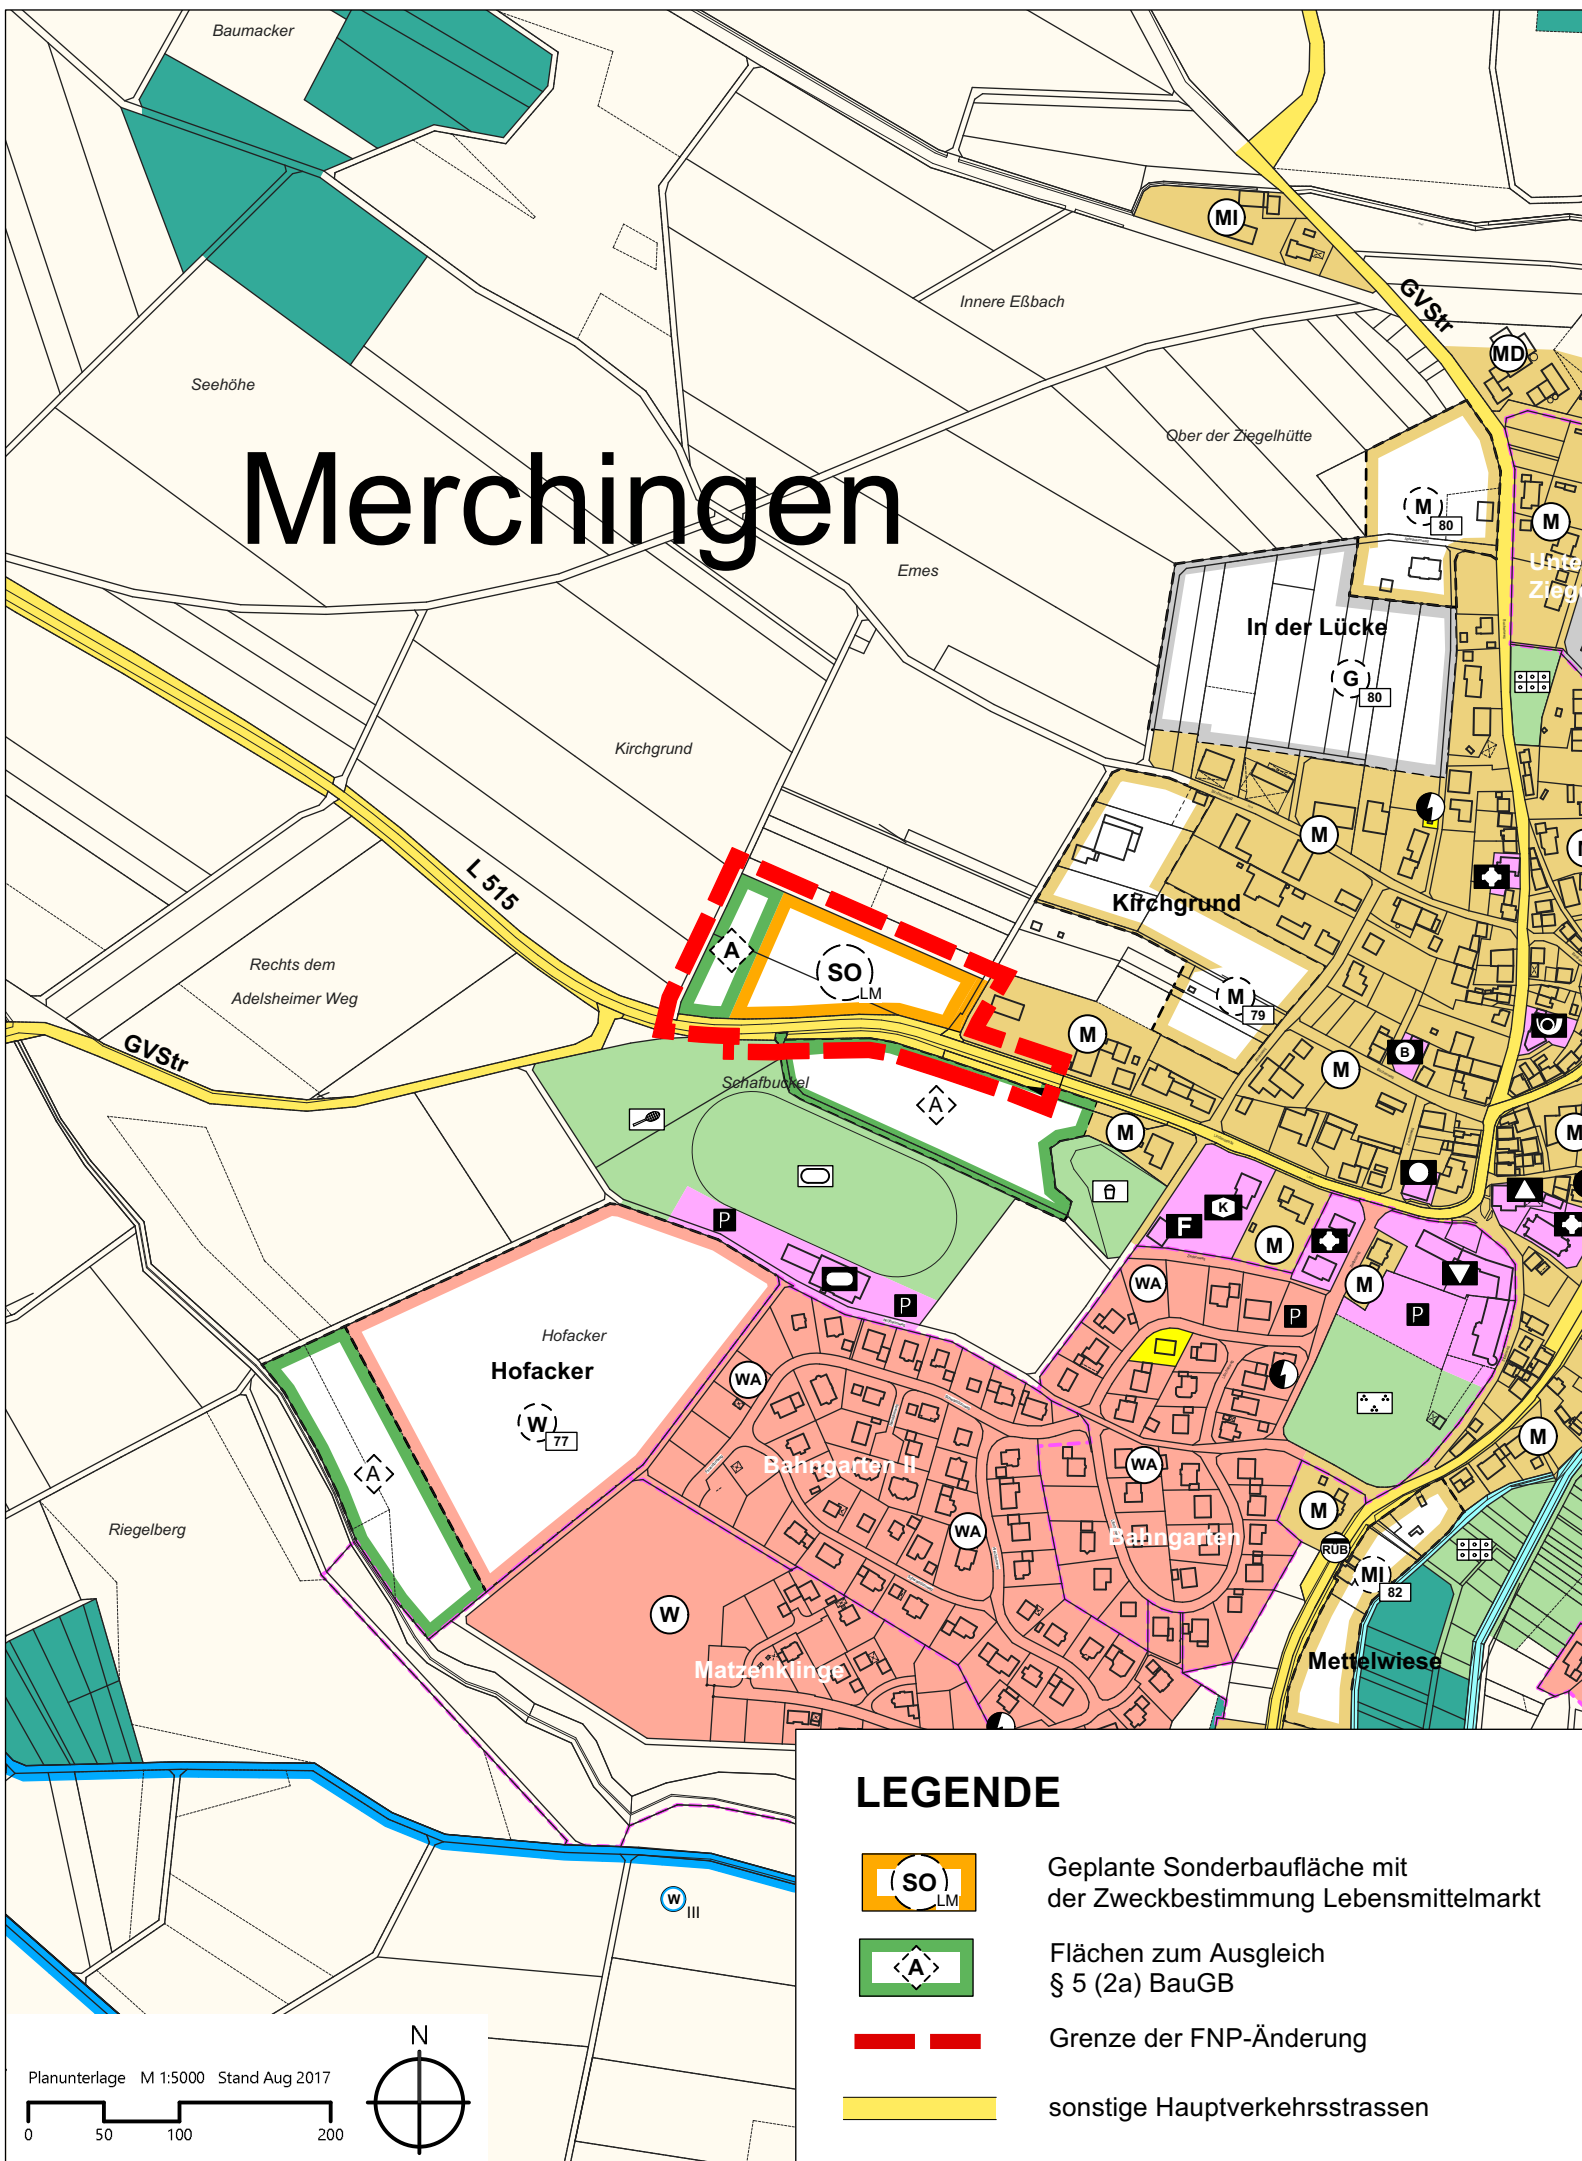 Baumacker
MI
Innere Eßbach
GVStr
MD
Seehöhe
Ober der Ziegelhütte
Merchingen
M
80
M
Emes
In der Lücke
G
80
Kirchgrund
M
L 515
Kirchgrund
A
SO
LM
M
79
Rechts dem
Adelsheimer Weg
M
B
M
GVStr
Schafbuckel
A
M
M
K
F
P
M
M
P
WA
P
P
Hofacker
Hofacker
WA
W
77
M
A
Bahngarten II
WA
WA
M
Riegelberg
Bahngarten
RUB
MI
82
W
Matzenklinge
Mettelwiese
W
III
LEGENDE
SO
LM
Geplante Sonderbaufläche mit
der Zweckbestimmung Lebensmittelmarkt
A
Flächen zum Ausgleich
§ 5 (2a) BauGB
Grenze der FNP-Änderung
sonstige Hauptverkehrsstrassen
N
Planunterlage M 1:5000 Stand Aug 2017
0 50 100 200